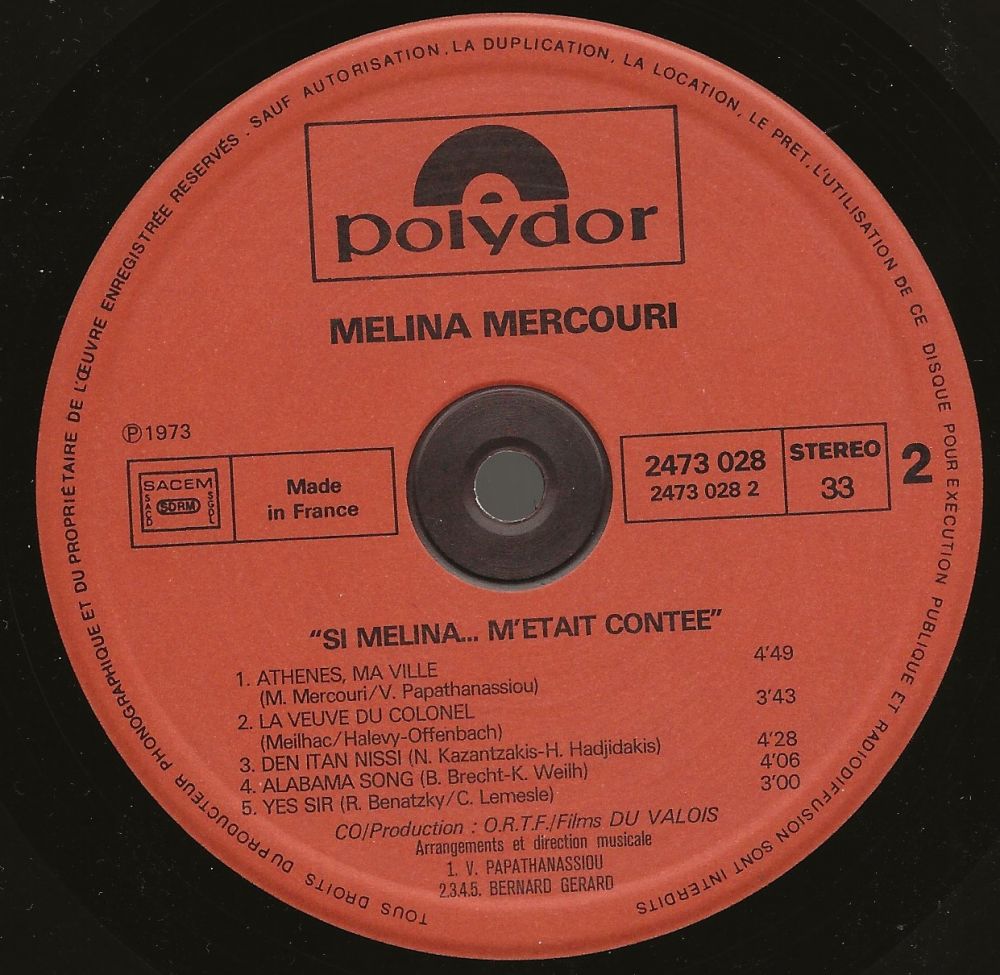 TOUS DROITS DU PRODUCTEUR PHONOGRAPHIQUE ET DU PROPRIÉTAIRE DE L'ŒUVRE ENREGISTRÉE RESERVÉS. SAUF AUTORISATION, LA DUPLICATION, LA LOCATION, LE PRET, L'UTILISATION DE CE DISQUE POUR EXÉCUTION PUBLIQUE ET RADIODIFFUSION SONT INTERDITS
polydor
MELINA MERCOURI
Ⓟ1973
SACEM
SACD
SDRM
SGDL
Made
in France
2473 028
2473 028 2
STEREO
33
2
"SI MELINA... M'ETAIT CONTEE"
1. ATHENES, MA VILLE 4'49
(M. Mercouri/V. Papathanassiou)
2. LA VEUVE DU COLONEL 3'43
(Meilhac/Halevy-Offenbach)
3. DEN ITAN NISSI (N. Kazantzakis-H. Hadjidakis) 4'28
4. ALABAMA SONG (B. Brecht-K. Weilh) 4'06
5. YES SIR (R. Benatzky/C. Lemesle) 3'00
CO/Production : O.R.T.F./Films DU VALOIS
Arrangements et direction musicale
1. V. PAPATHANASSIOU
2.3.4.5. BERNARD GERARD